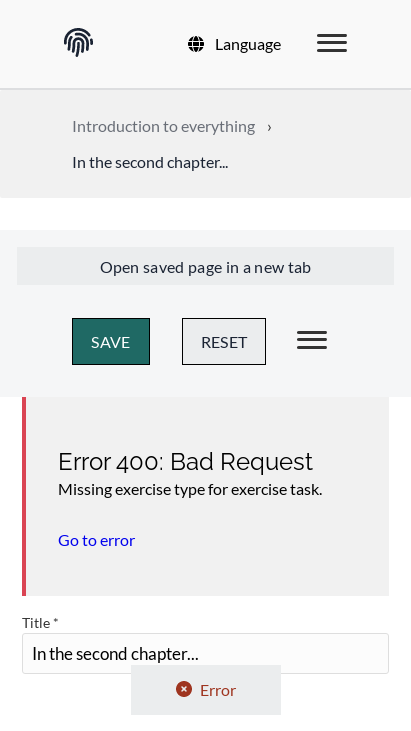 Language
Introduction to everything ›
In the second chapter...
Open saved page in a new tab
SAVE RESET
Error 400: Bad Request
Missing exercise type for exercise task.
Go to error
Title *
In the second chapter...
Error